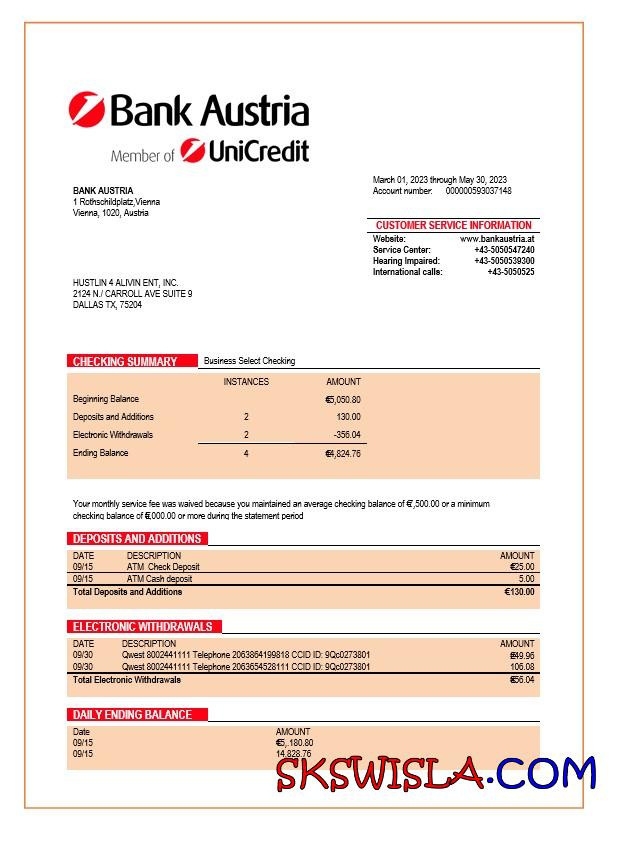 Bank Austria
Member of UniCredit
March 01, 2023 through May 30, 2023
Account number: 000000593037148
BANK AUSTRIA
1 Rothschildplatz,Vienna
Vienna, 1020, Austria
CUSTOMER SERVICE INFORMATION
Website: www.bankaustria.at
Service Center: +43-5050547240
Hearing Impaired: +43-5050539300
International calls: +43-5050525
HUSTLIN 4 ALIVIN ENT, INC.
2124 N./ CARROLL AVE SUITE 9
DALLAS TX, 75204
CHECKING SUMMARY Business Select Checking
INSTANCES AMOUNT
Beginning Balance €5,050.80
Deposits and Additions 2 130.00
Electronic Withdrawals 2 -356.04
Ending Balance 4 €4,824.76
Your monthly service fee was waived because you maintained an average checking balance of €7,500.00 or a minimum
checking balance of €,000.00 or more during the statement period
DEPOSITS AND ADDITIONS
DATE DESCRIPTION AMOUNT
09/15 ATM Check Deposit €25.00
09/15 ATM Cash deposit 5.00
Total Deposits and Additions €130.00
ELECTRONIC WITHDRAWALS
DATE DESCRIPTION AMOUNT
09/30 Qwest 8002441111 Telephone 2063864199818 CCID ID: 9Qc0273801 €49.96
09/30 Qwest 8002441111 Telephone 2063654528111 CCID ID: 9Qc0273801 106.08
Total Electronic Withdrawals €56.04
DAILY ENDING BALANCE
Date AMOUNT
09/15 €5,.180.80
09/15 14,828.76
SKSWISLA.COM